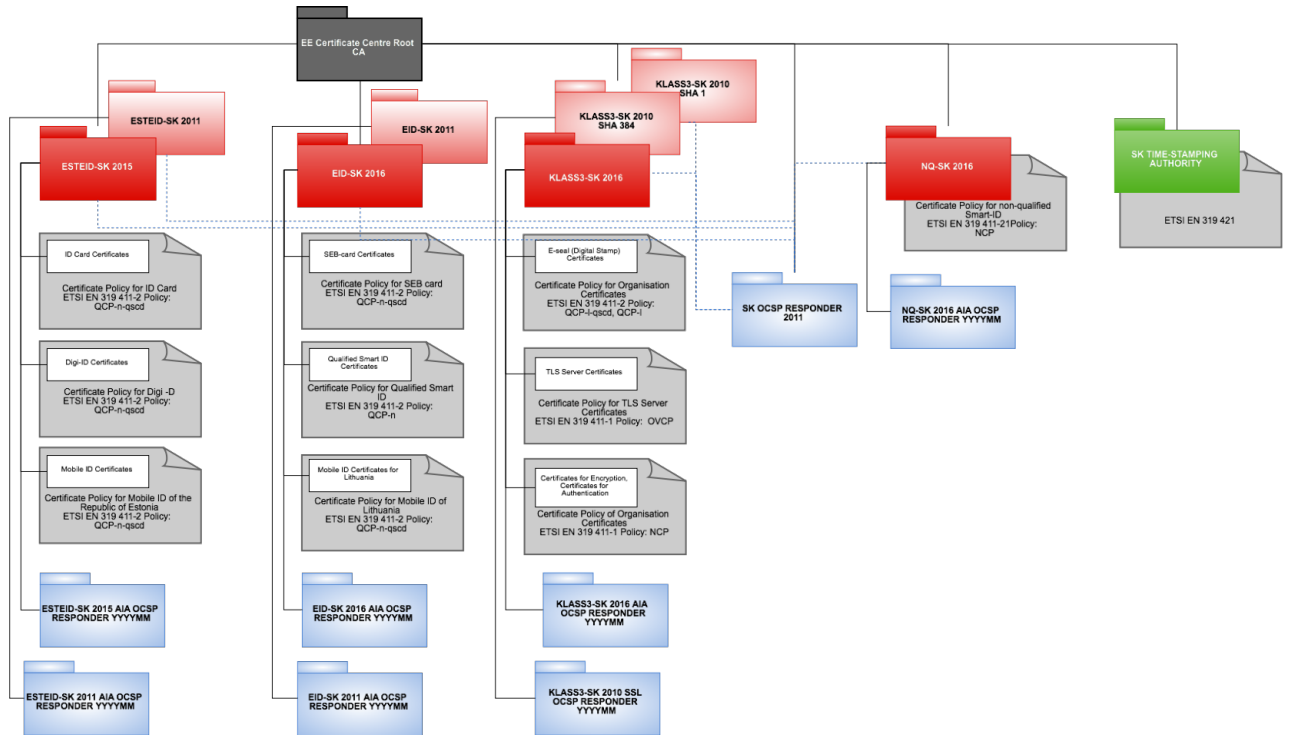 EE Certificate Centre Root
CA
ESTEID-SK 2011
ESTEID-SK 2015
ID Card Certificates
Certificate Policy for ID Card
ETSI EN 319 411-2 Policy:
QCP-n-qscd
Digi-ID Certificates
Certificate Policy for Digi -D
ETSI EN 319 411-2 Policy:
QCP-n-qscd
Mobile ID Certificates
Certificate Policy for Mobile ID of the
Republic of Estonia
ETSI EN 319 411-2 Policy:
QCP-n-qscd
ESTEID-SK 2015 AIA OCSP
RESPONDER YYYYMM
ESTEID-SK 2011 AIA OCSP
RESPONDER YYYYMM
EID-SK 2011
EID-SK 2016
SEB-card Certificates
Certificate Policy for SEB card
ETSI EN 319 411-2 Policy:
QCP-n-qscd
Qualified Smart ID
Certificates
Certificate Policy for Qualified Smart
ID
ETSI EN 319 411-2 Policy:
QCP-n
Mobile ID Certificates for
Lithuania
Certificate Policy for Mobile ID of
Lithuania
ETSI EN 319 411-2 Policy:
QCP-n-qscd
EID-SK 2016 AIA OCSP
RESPONDER YYYYMM
EID-SK 2011 AIA OCSP
RESPONDER YYYYMM
KLASS3-SK 2010
SHA 1
KLASS3-SK 2010
SHA 384
KLASS3-SK 2016
E-seal (Digital Stamp)
Certificates
Certificate Policy for Organisation
Certificates
ETSI EN 319 411-2 Policy:
QCP-l-qscd, QCP-l
TLS Server Certificates
Certificate Policy for TLS Server
Certificates
ETSI EN 319 411-1 Policy: OVCP
Certificates for Encryption,
Certificates for
Authentication
Certificate Policy of Organisation
Certificates
ETSI EN 319 411-1 Policy: NCP
KLASS3-SK 2016 AIA
OCSP RESPONDER
YYYYMM
KLASS3-SK 2010 SSL
OCSP RESPONDER
YYYYMM
SK OCSP RESPONDER
2011
NQ-SK 2016
Certificate Policy for non-qualified
Smart-ID
ETSI EN 319 411-21Policy:
NCP
NQ-SK 2016 AIA OCSP
RESPONDER YYYYMM
SK TIME-STAMPING
AUTHORITY
ETSI EN 319 421